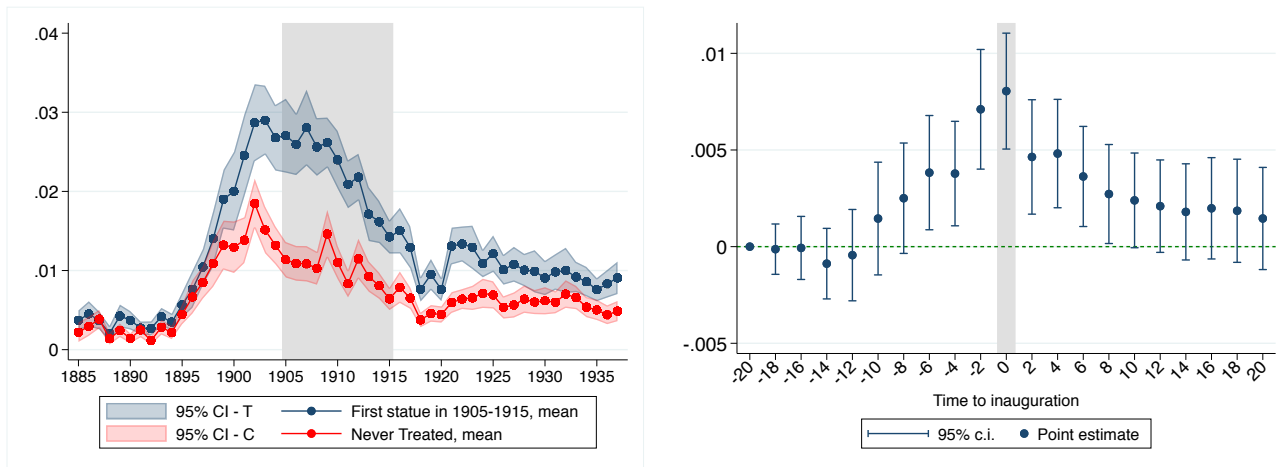 .04
.03
.02
.01
0
1885 1890 1895 1900 1905 1910 1915 1920 1925 1930 1935
95% CI - T First statue in 1905-1915, mean
95% CI - C Never Treated, mean
.01
.005
0
-.005
-20 -18 -16 -14 -12 -10 -8 -6 -4 -2 0 2 4 6 8 10 12 14 16 18 20
Time to inauguration
95% c.i. Point estimate